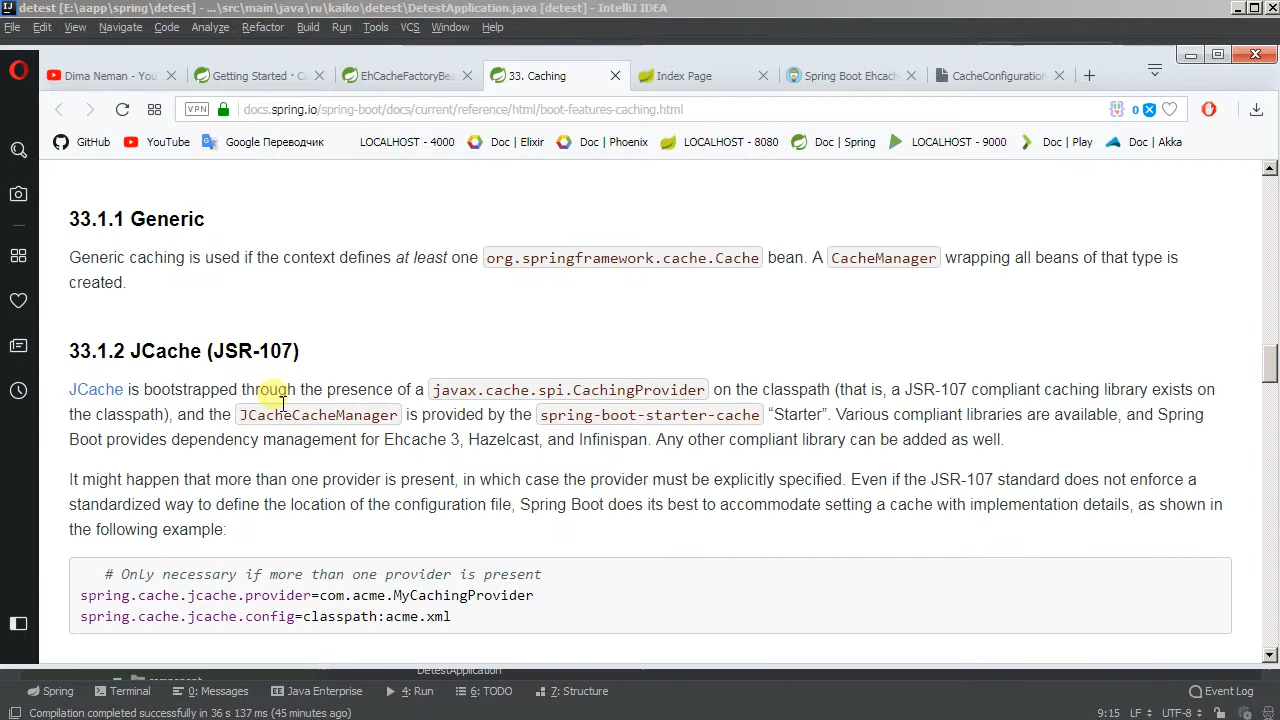 detest [E:\aapp\spring\detest] - ...\src\main\java\ru\kaiko\detest\DetestApplication.java [detest] - IntelliJ IDEA
File Edit View Navigate Code Analyze Refactor Build Run Tools VCS Window Help
Dima Neman - You
Getting Started · C
EhCacheFactoryBea
33. Caching
Index Page
Spring Boot Ehcach
CacheConfiguration
VPN docs.spring.io/spring-boot/docs/current/reference/html/boot-features-caching.html 0
GitHub YouTube Google Переводчик LOCALHOST - 4000 Doc | Elixir Doc | Phoenix LOCALHOST - 8080 Doc | Spring LOCALHOST - 9000 Doc | Play Doc | Akka
33.1.1 Generic
Generic caching is used if the context defines at least one org.springframework.cache.Cache bean. A CacheManager wrapping all beans of that type is
created.
33.1.2 JCache (JSR-107)
JCache is bootstrapped through the presence of a javax.cache.spi.CachingProvider on the classpath (that is, a JSR-107 compliant caching library exists on
the classpath), and the JCacheCacheManager is provided by the spring-boot-starter-cache “Starter”. Various compliant libraries are available, and Spring
Boot provides dependency management for Ehcache 3, Hazelcast, and Infinispan. Any other compliant library can be added as well.
It might happen that more than one provider is present, in which case the provider must be explicitly specified. Even if the JSR-107 standard does not enforce a
standardized way to define the location of the configuration file, Spring Boot does its best to accommodate setting a cache with implementation details, as shown in
the following example:
# Only necessary if more than one provider is present
spring.cache.jcache.provider=com.acme.MyCachingProvider
spring.cache.jcache.config=classpath:acme.xml
DetestApplication
Spring Terminal 0: Messages Java Enterprise 4: Run 6: TODO 7: Structure Event Log
Compilation completed successfully in 36 s 137 ms (45 minutes ago) 9:15 LF UTF-8